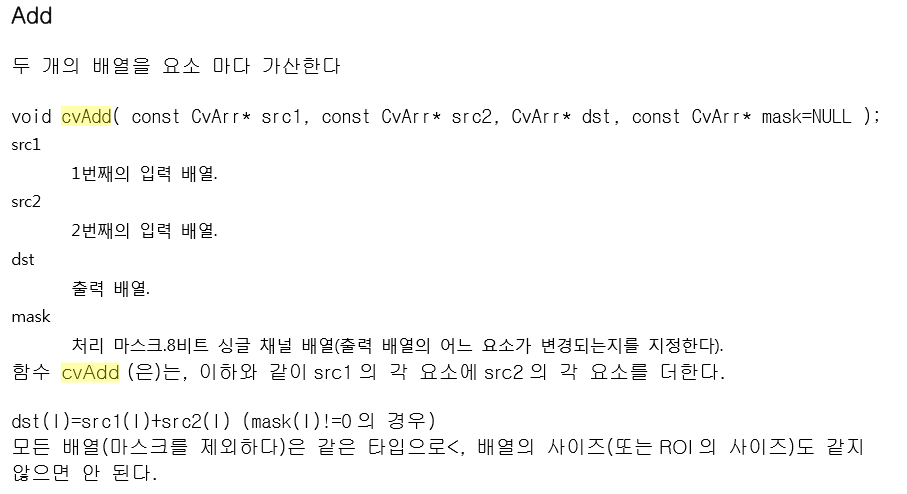 Add
두 개의 배열을 요소 마다 가산한다
void cvAdd( const CvArr* src1, const CvArr* src2, CvArr* dst, const CvArr* mask=NULL );
src1
1번째의 입력 배열.
src2
2번째의 입력 배열.
dst
출력 배열.
mask
처리 마스크.8비트 싱글 채널 배열(출력 배열의 어느 요소가 변경되는지를 지정한다).
함수 cvAdd (은)는, 이하와 같이 src1 의 각 요소에 src2 의 각 요소를 더한다.
dst(I)=src1(I)+src2(I) (mask(I)!=0 의 경우)
모든 배열(마스크를 제외하다)은 같은 타입으로<, 배열의 사이즈(또는 ROI 의 사이즈)도 같지
않으면 안 된다.